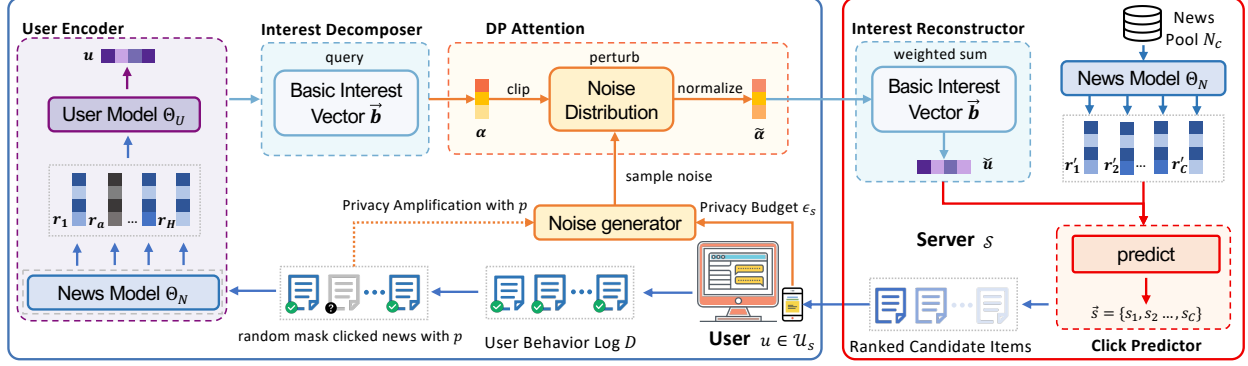 User Encoder
u
User Model Θ_U
r_1 r_a ... r_H
News Model Θ_N
Interest Decomposer
query
Basic Interest
Vector b⃗
DP Attention
clip
α
perturb
Noise
Distribution
normalize
α̃
sample noise
Privacy Amplification with p
Noise generator
Privacy Budget ϵ_s
?
random mask clicked news with p
User Behavior Log D
User u ∈ U_s
Interest Reconstructor
weighted sum
Basic Interest
Vector b⃗
ŭ
News
Pool N_c
News Model Θ_N
r'_1 r'_2 ... r'_C
Server S
predict
s⃗ = {s_1, s_2 ..., s_C}
Click Predictor
Ranked Candidate Items